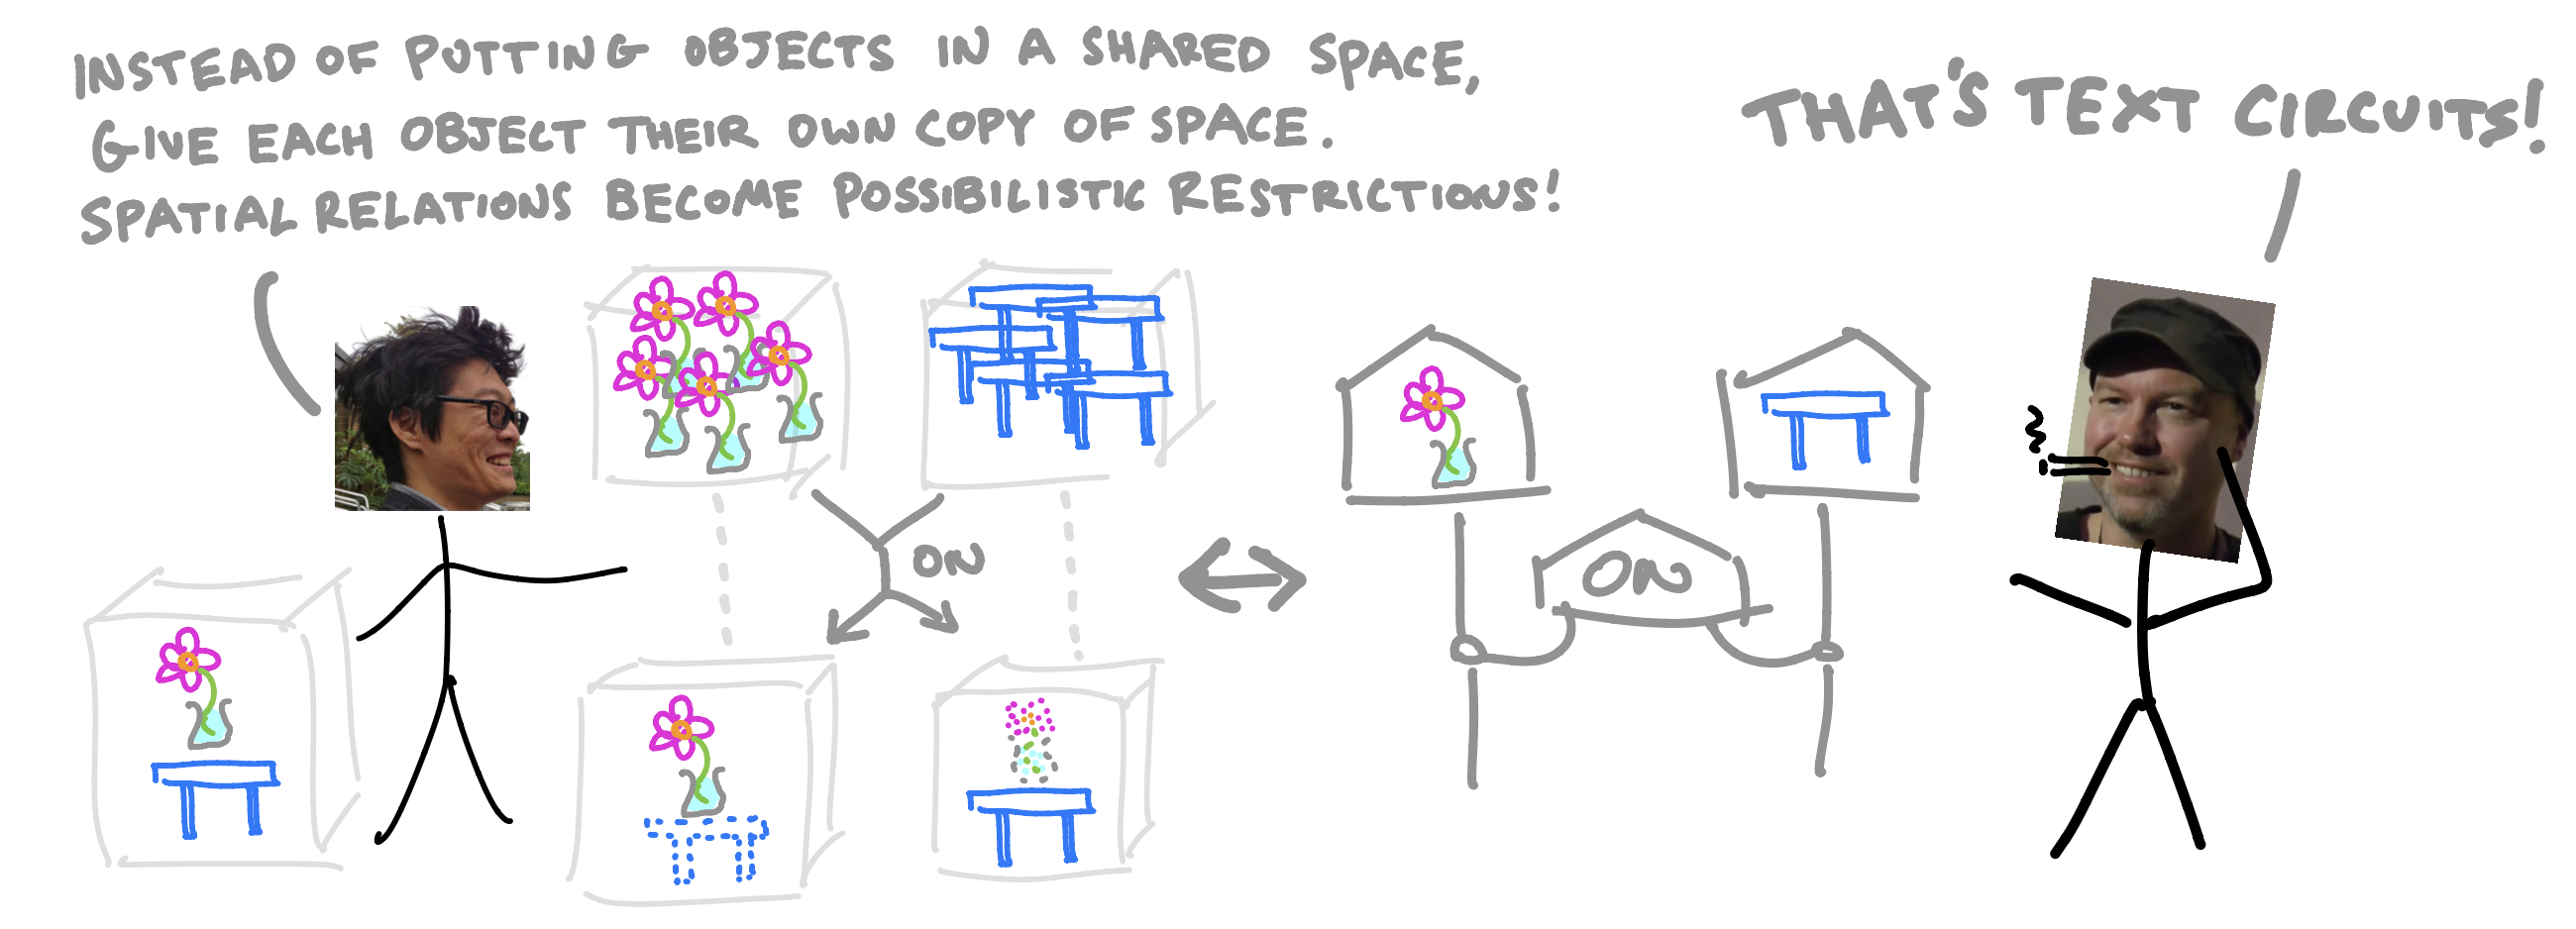 INSTEAD OF PUTTING OBJECTS IN A SHARED SPACE,
GIVE EACH OBJECT THEIR OWN COPY OF SPACE.
SPATIAL RELATIONS BECOME POSSIBILISTIC RESTRICTIONS!
THAT'S TEXT CIRCUITS!
ON
ON